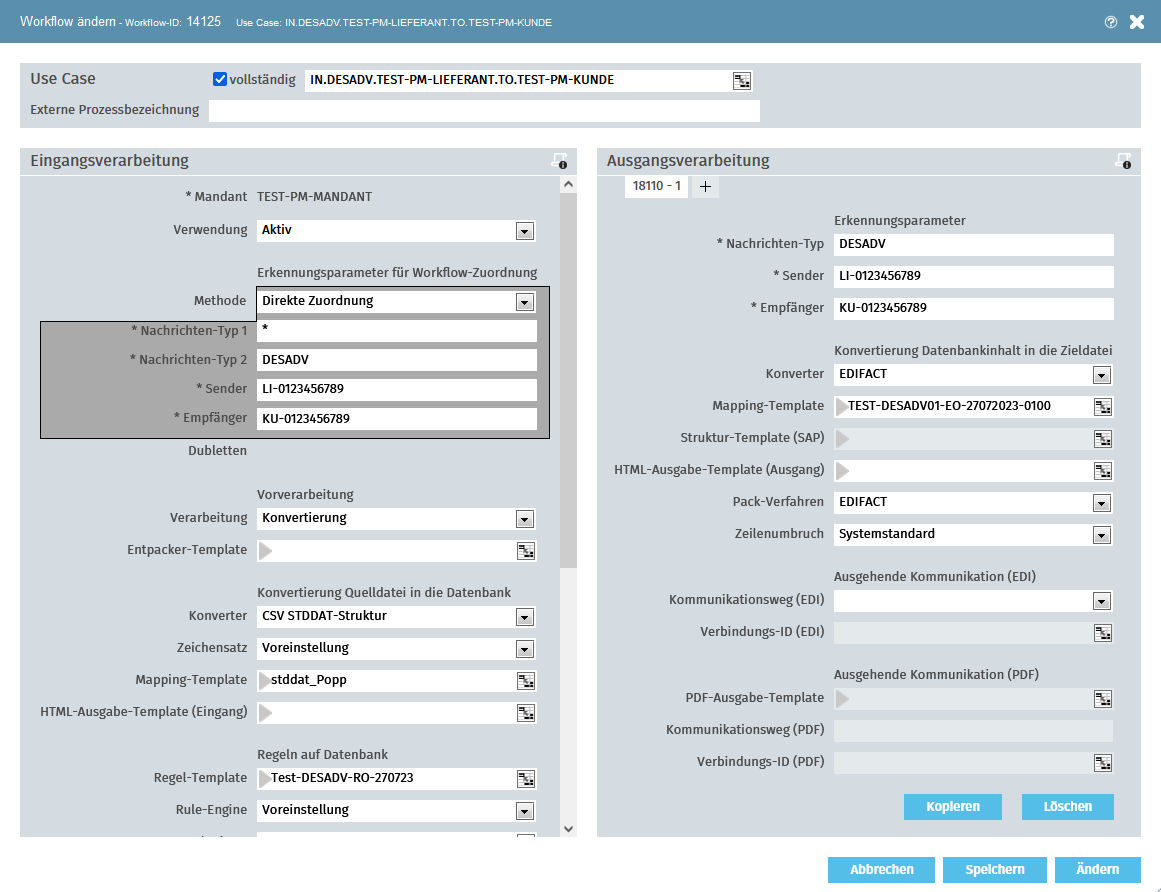 Workflow ändern - Workflow-ID: 14125 Use Case: IN.DESADV.TEST-PM-LIEFERANT.TO.TEST-PM-KUNDE
Use Case vollständig IN.DESADV.TEST-PM-LIEFERANT.TO.TEST-PM-KUNDE
Externe Prozessbezeichnung
Eingangsverarbeitung
* Mandant TEST-PM-MANDANT
Verwendung Aktiv
Erkennungsparameter für Workflow-Zuordnung
Methode Direkte Zuordnung
* Nachrichten-Typ 1 *
* Nachrichten-Typ 2 DESADV
* Sender LI-0123456789
* Empfänger KU-0123456789
Dubletten
Vorverarbeitung
Verarbeitung Konvertierung
Entpacker-Template
Konvertierung Quelldatei in die Datenbank
Konverter CSV STDDAT-Struktur
Zeichensatz Voreinstellung
Mapping-Template stddat_Popp
HTML-Ausgabe-Template (Eingang)
Regeln auf Datenbank
Regel-Template Test-DESADV-RO-270723
Rule-Engine Voreinstellung
Ausgangsverarbeitung
18110 - 1 +
Erkennungsparameter
* Nachrichten-Typ DESADV
* Sender LI-0123456789
* Empfänger KU-0123456789
Konvertierung Datenbankinhalt in die Zieldatei
Konverter EDIFACT
Mapping-Template TEST-DESADV01-EO-27072023-0100
Struktur-Template (SAP)
HTML-Ausgabe-Template (Ausgang)
Pack-Verfahren EDIFACT
Zeilenumbruch Systemstandard
Ausgehende Kommunikation (EDI)
Kommunikationsweg (EDI)
Verbindungs-ID (EDI)
Ausgehende Kommunikation (PDF)
PDF-Ausgabe-Template
Kommunikationsweg (PDF)
Verbindungs-ID (PDF)
Kopieren Löschen
Abbrechen Speichern Ändern